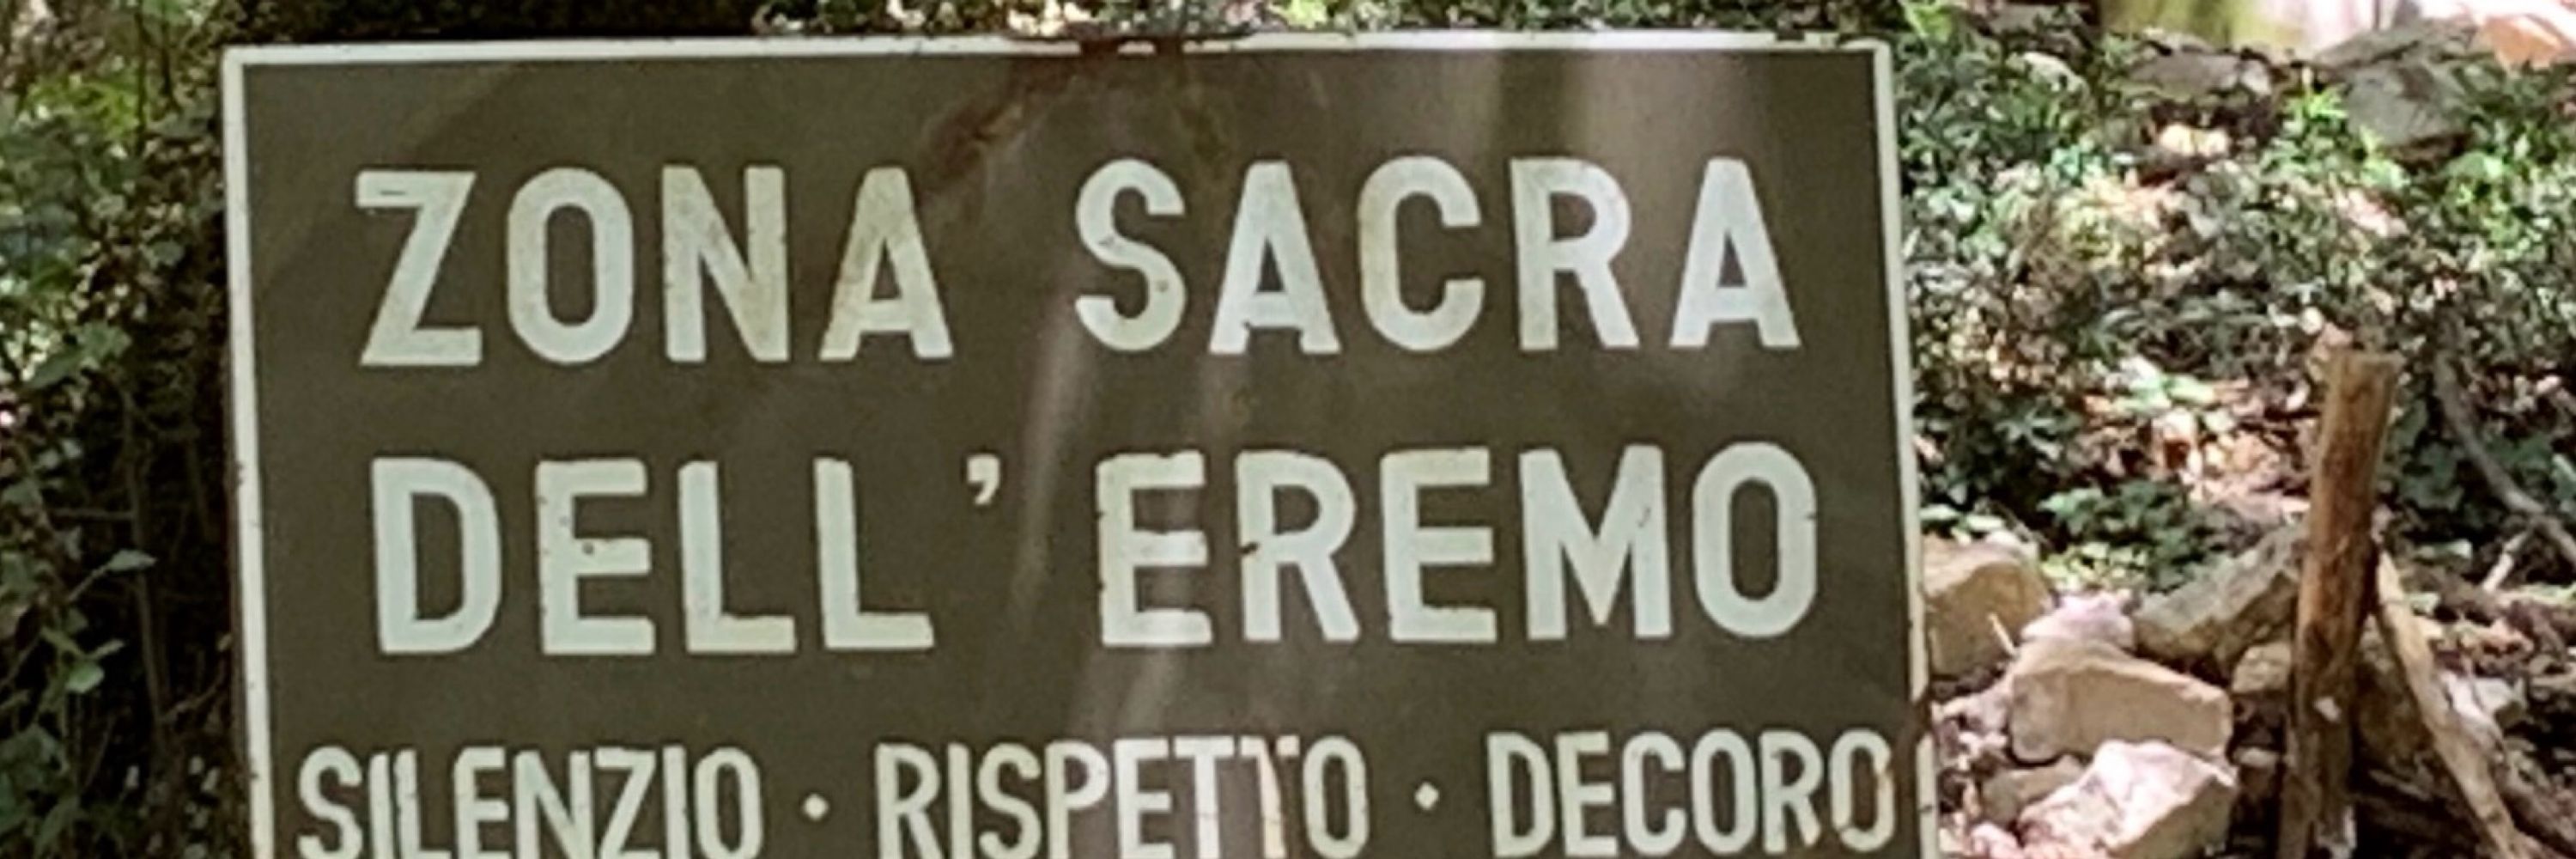 ZONA SACRA
DELL'EREMO
SILENZIO · RISPETTO · DECORO